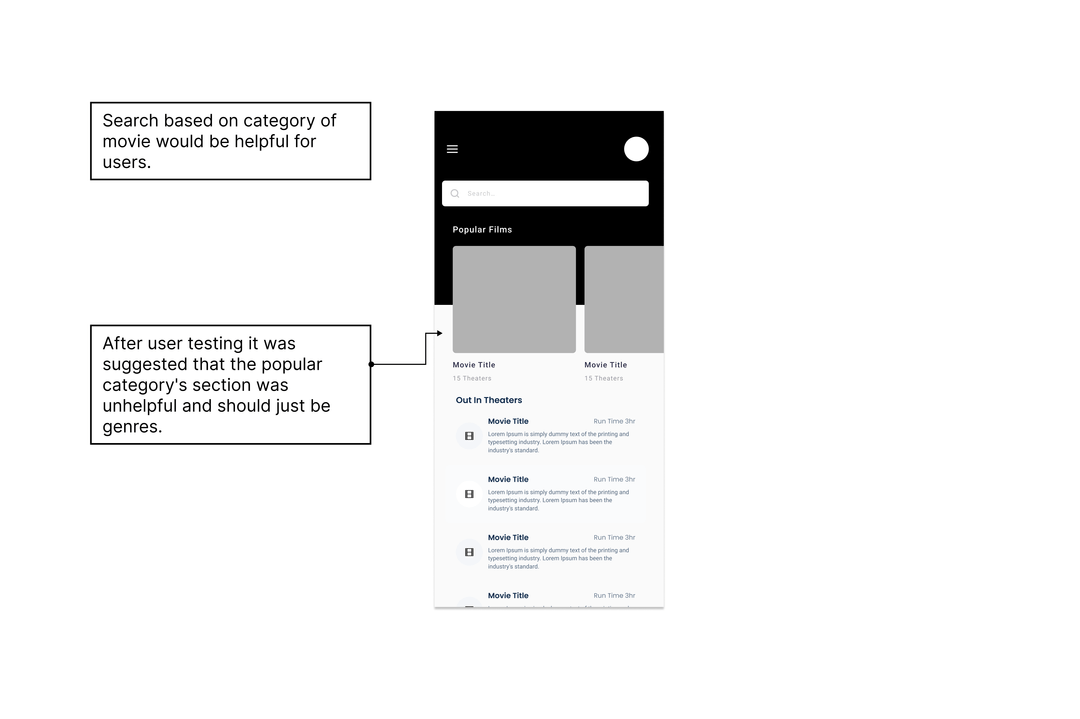 Search based on category of
movie would be helpful for
users.
After user testing it was
suggested that the popular
category's section was
unhelpful and should just be
genres.
Search..
Popular Films
Movie Title
15 Theaters
Movie Title
15 Theaters
Out In Theaters
Movie Title Run Time 3hr
Lorem Ipsum is simply dummy text of the printing and
typesetting industry. Lorem Ipsum has been the
industry's standard.
Movie Title Run Time 3hr
Lorem Ipsum is simply dummy text of the printing and
typesetting industry. Lorem Ipsum has been the
industry's standard.
Movie Title Run Time 3hr
Lorem Ipsum is simply dummy text of the printing and
typesetting industry. Lorem Ipsum has been the
industry's standard.
Movie Title Run Time 3hr